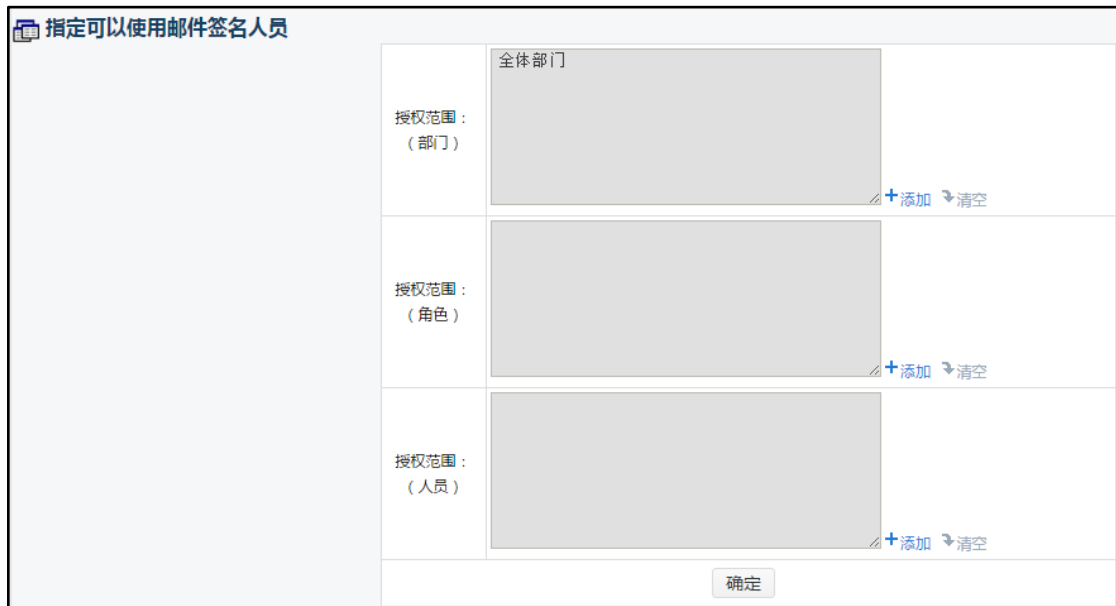 指定可以使用邮件签名人员
全体部门
授权范围：
（部门）
添加 清空
授权范围：
（角色）
添加 清空
授权范围：
（人员）
添加 清空
确定